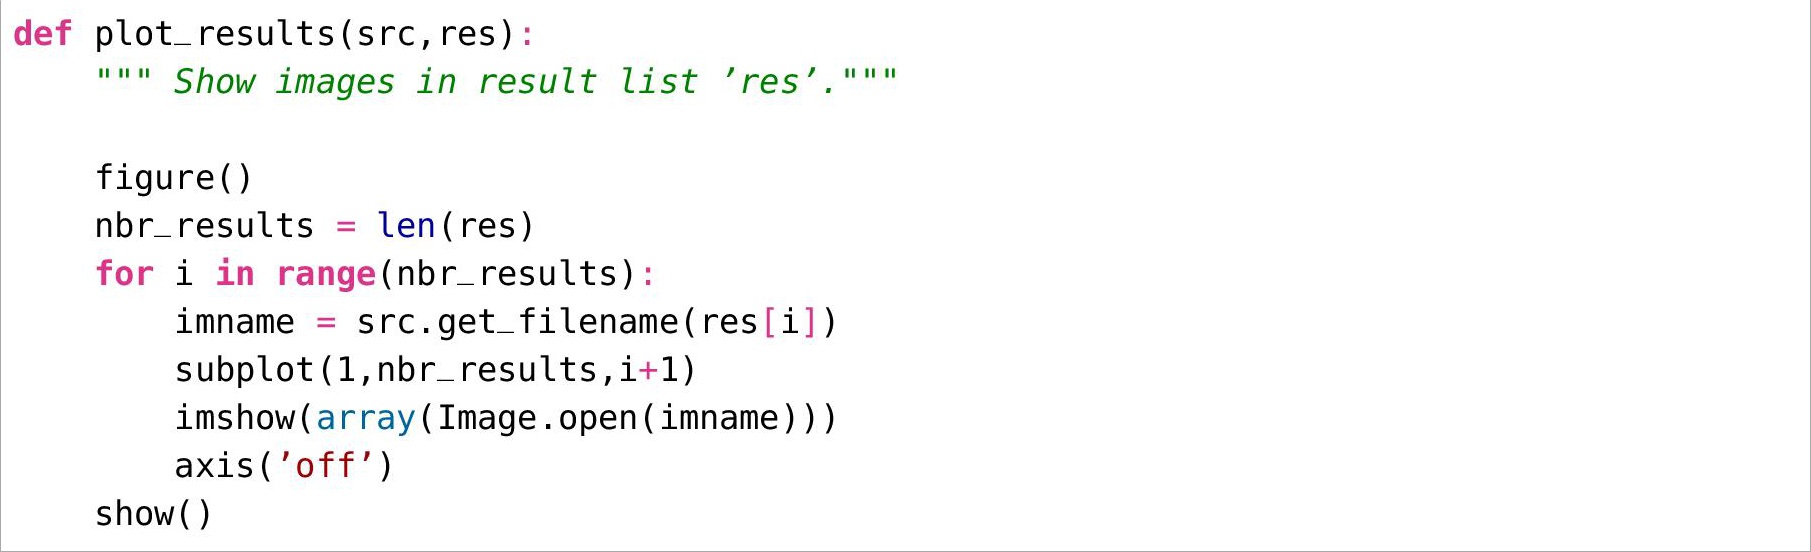 def plot_results(src,res):
    """ Show images in result list ’res’."""

    figure()
    nbr_results = len(res)
    for i in range(nbr_results):
        imname = src.get_filename(res[i])
        subplot(1,nbr_results,i+1)
        imshow(array(Image.open(imname)))
        axis(’off’)
    show()